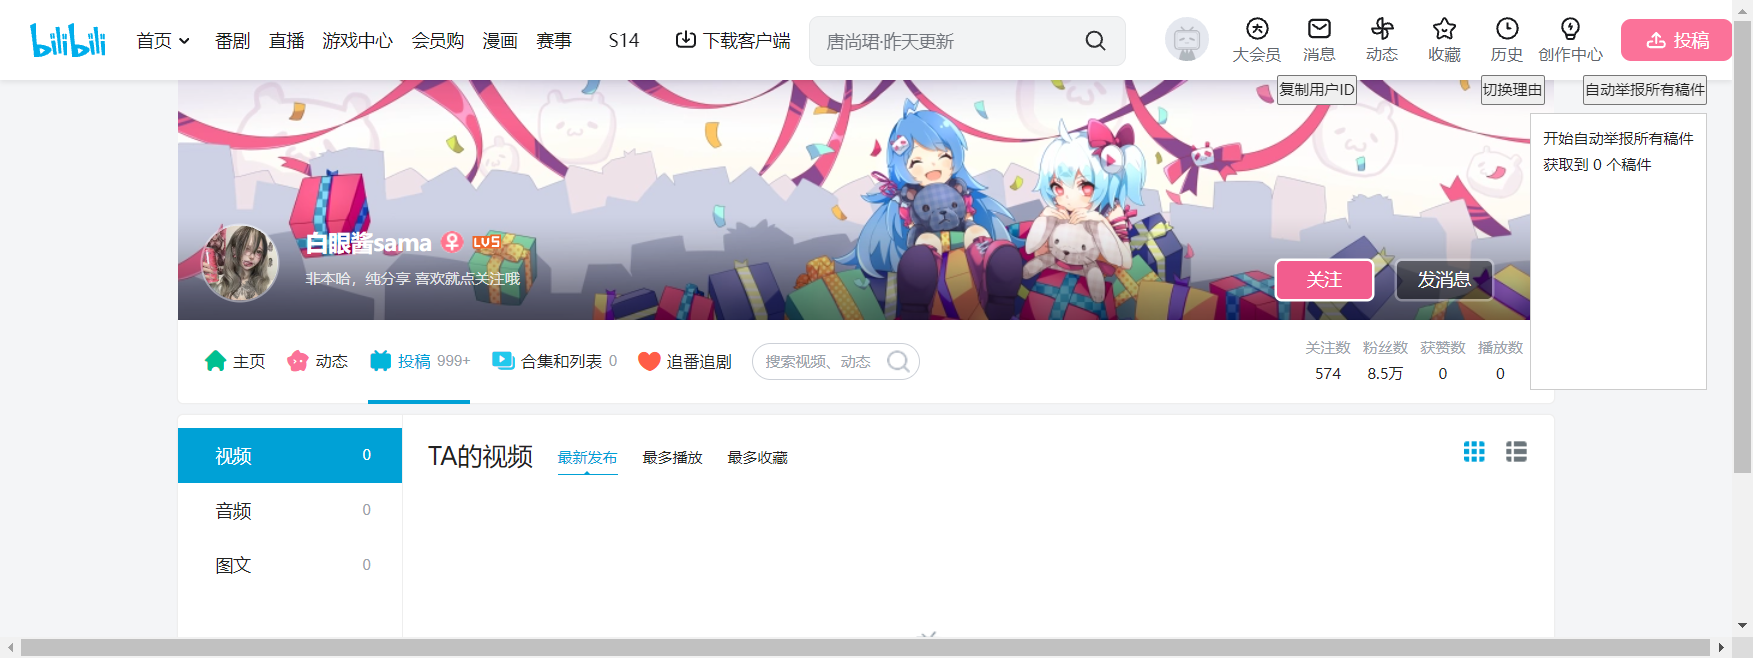 bilibili
首页
番剧
直播
游戏中心
会员购
漫画
赛事
S14
下载客户端
唐尚珺·昨天更新
大会员
消息
动态
收藏
历史
创作中心
投稿
复制用户ID
切换理由
自动举报所有稿件
开始自动举报所有稿件
获取到 0 个稿件
白眼酱sama
LV5
非本哈，纯分享 喜欢就点关注哦
关注
发消息
主页
动态
投稿 999+
合集和列表 0
追番追剧
搜索视频、动态
关注数 粉丝数 获赞数 播放数
574 8.5万 0 0
视频 0
音频 0
图文 0
TA的视频
最新发布
最多播放
最多收藏